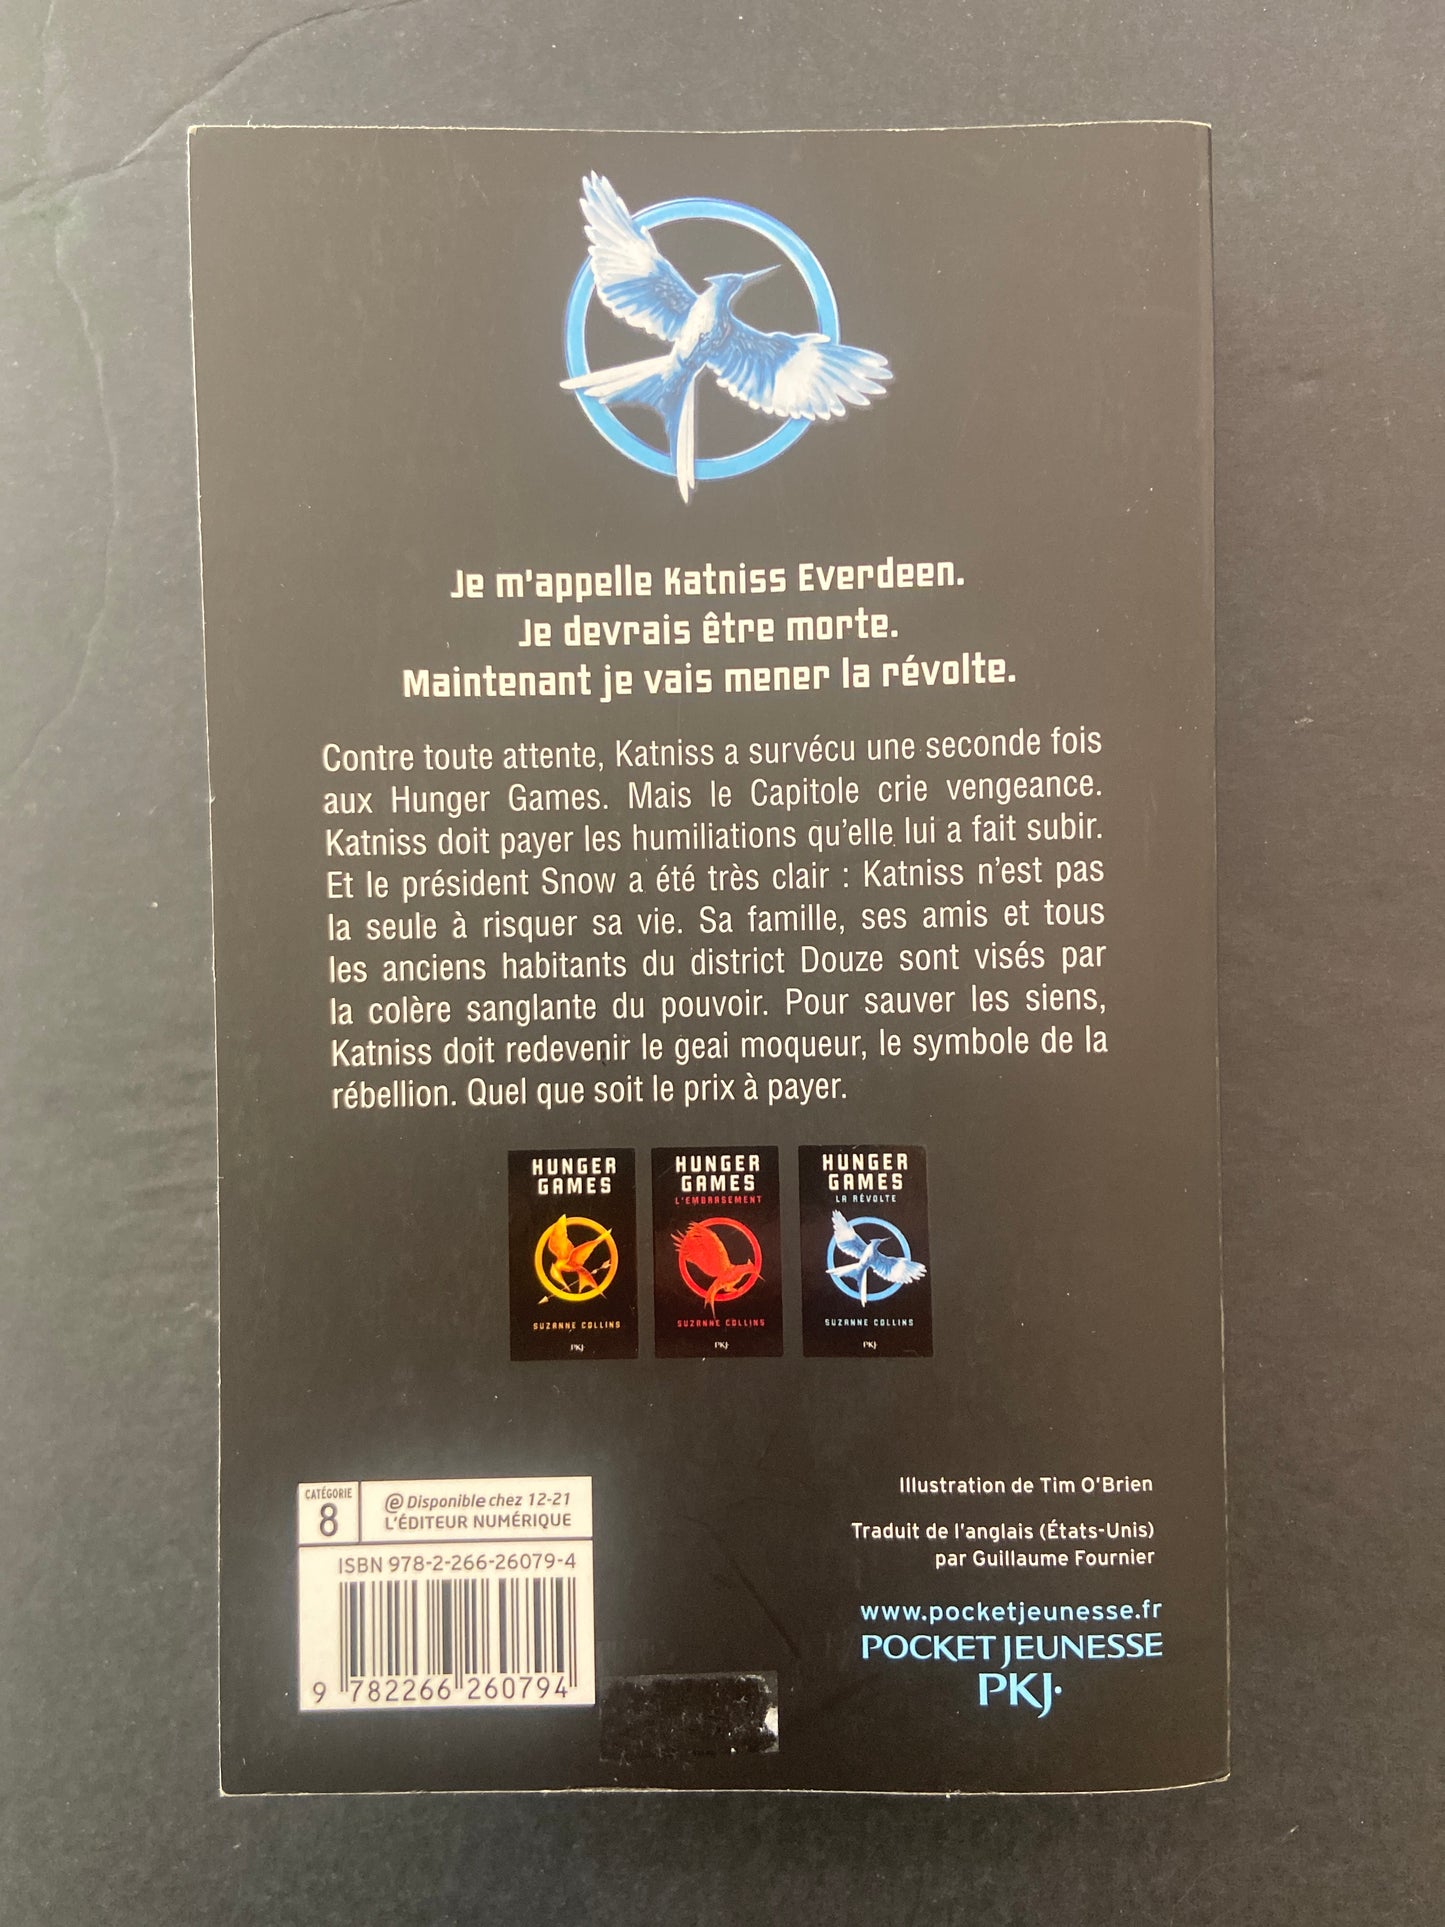 Je m'appelle Katniss Everdeen.
Je devrais être morte.
Maintenant je vais mener la révolte.
Contre toute attente, Katniss a survécu une seconde fois
aux Hunger Games. Mais le Capitole crie vengeance.
Katniss doit payer les humiliations qu'elle lui a fait subir.
Et le président Snow a été très clair : Katniss n'est pas
la seule à risquer sa vie. Sa famille, ses amis et tous
les anciens habitants du district Douze sont visés par
la colère sanglante du pouvoir. Pour sauver les siens,
Katniss doit redevenir le geai moqueur, le symbole de la
rébellion. Quel que soit le prix à payer.
HUNGER
GAMES
SUZANNE COLLINS
PKJ·
HUNGER
GAMES
L'EMBRASEMENT
SUZANNE COLLINS
PKJ·
HUNGER
GAMES
LA RÉVOLTE
SUZANNE COLLINS
PKJ·
CATÉGORIE
8
@ Disponible chez 12-21
L'ÉDITEUR NUMÉRIQUE
ISBN 978-2-266-26079-4
9 782266 260794
Illustration de Tim O'Brien
Traduit de l'anglais (États-Unis)
par Guillaume Fournier
www.pocketjeunesse.fr
POCKET JEUNESSE
PKJ·